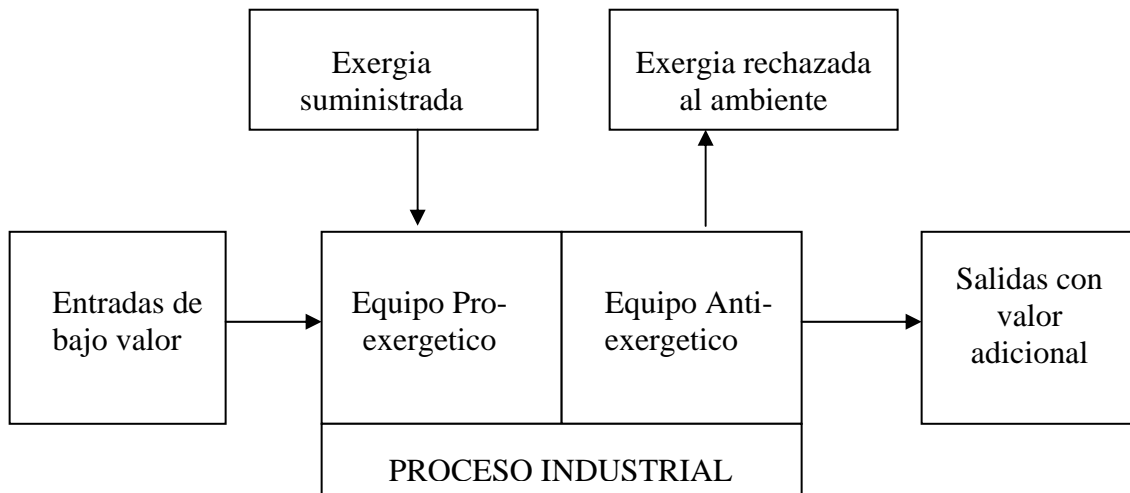 Exergia
suministrada
Exergia rechazada
al ambiente
Entradas de
bajo valor
Equipo Pro-
exergetico
Equipo Anti-
exergetico
Salidas con
valor
adicional
PROCESO INDUSTRIAL